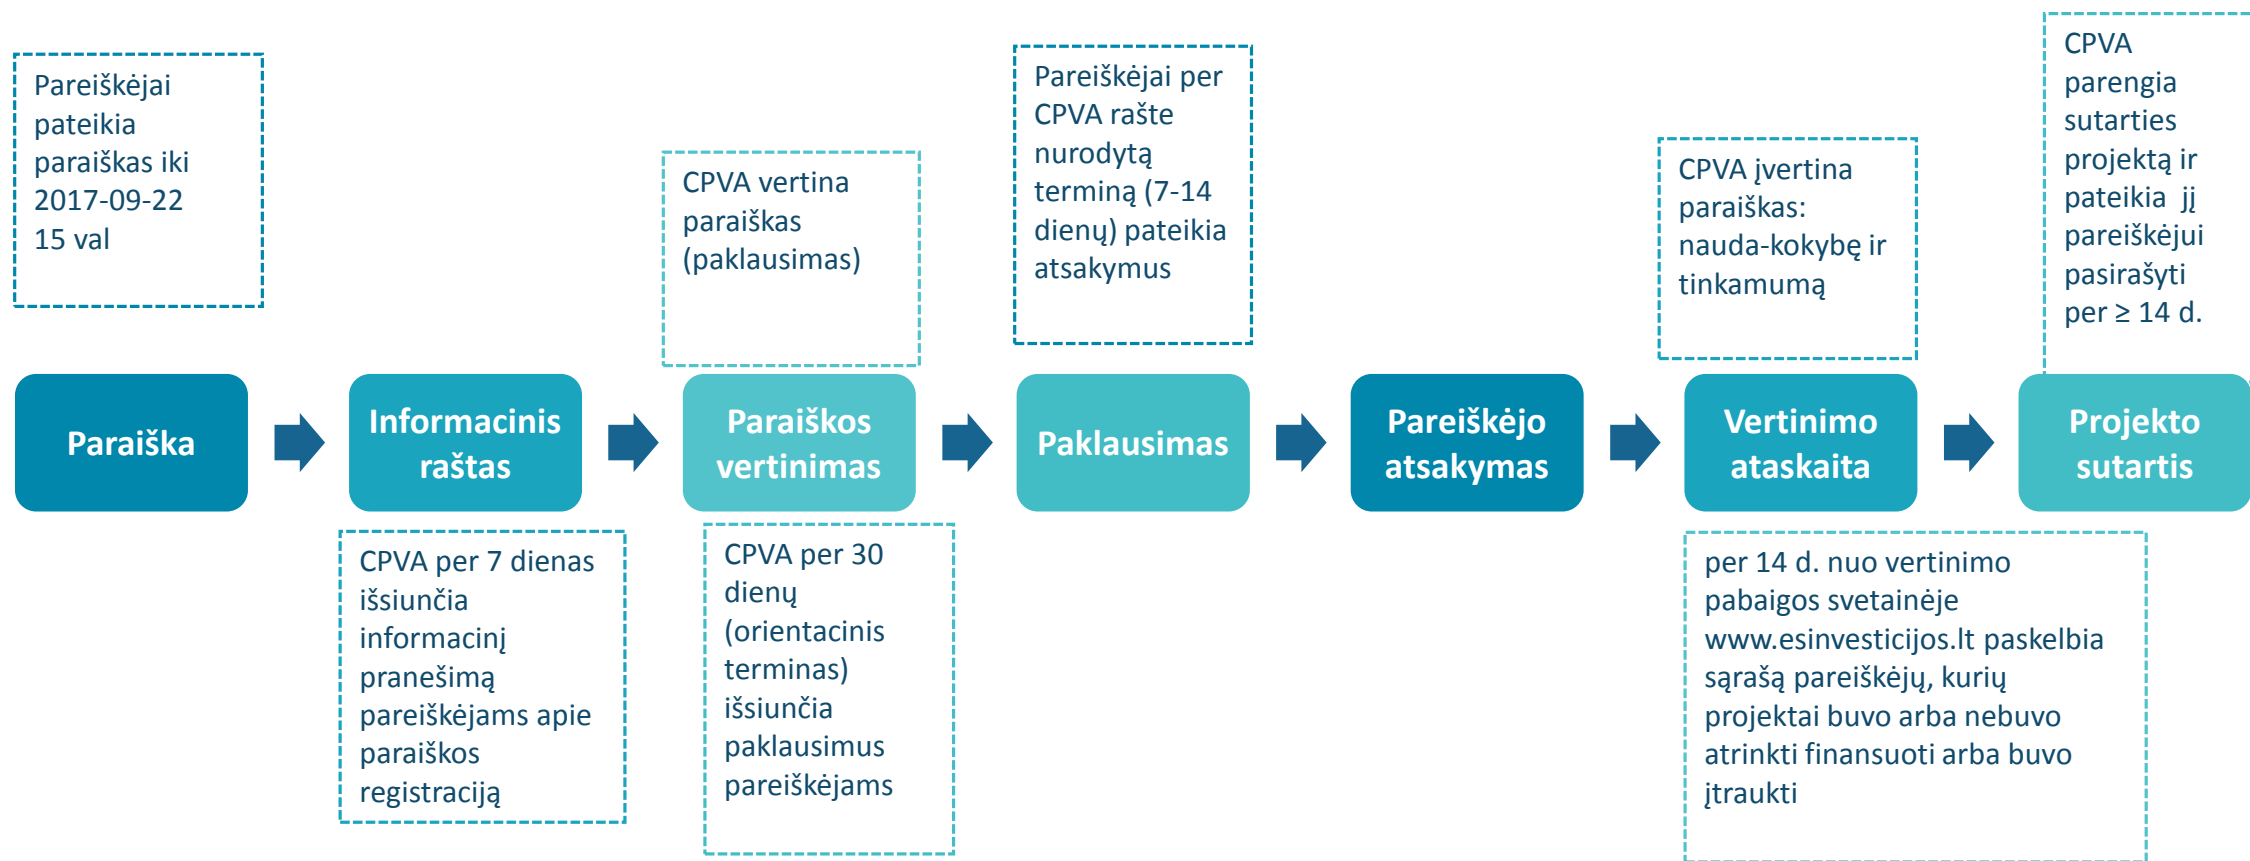 Pareiškėjai
pateikia
paraiškas iki
2017-09-22
15 val
CPVA vertina
paraiškas
(paklausimas)
Pareiškėjai per
CPVA rašte
nurodytą
terminą (7-14
dienų) pateikia
atsakymus
CPVA įvertina
paraiškas:
nauda-kokybę ir
tinkamumą
CPVA
parengia
sutarties
projektą ir
pateikia jį
pareiškėjui
pasirašyti
per ≥ 14 d.
Paraiška
Informacinis
raštas
Paraiškos
vertinimas
Paklausimas
Pareiškėjo
atsakymas
Vertinimo
ataskaita
Projekto
sutartis
CPVA per 7 dienas
išsiunčia
informacinį
pranešimą
pareiškėjams apie
paraiškos
registraciją
CPVA per 30
dienų
(orientacinis
terminas)
išsiunčia
paklausimus
pareiškėjams
per 14 d. nuo vertinimo
pabaigos svetainėje
www.esinvesticijos.lt paskelbia
sąrašą pareiškėjų, kurių
projektai buvo arba nebuvo
atrinkti finansuoti arba buvo
įtraukti